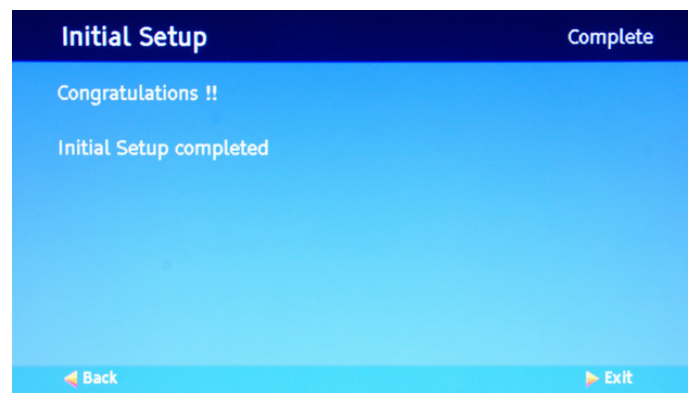 Initial Setup
Complete
Congratulations !!
Initial Setup completed
Back
Exit